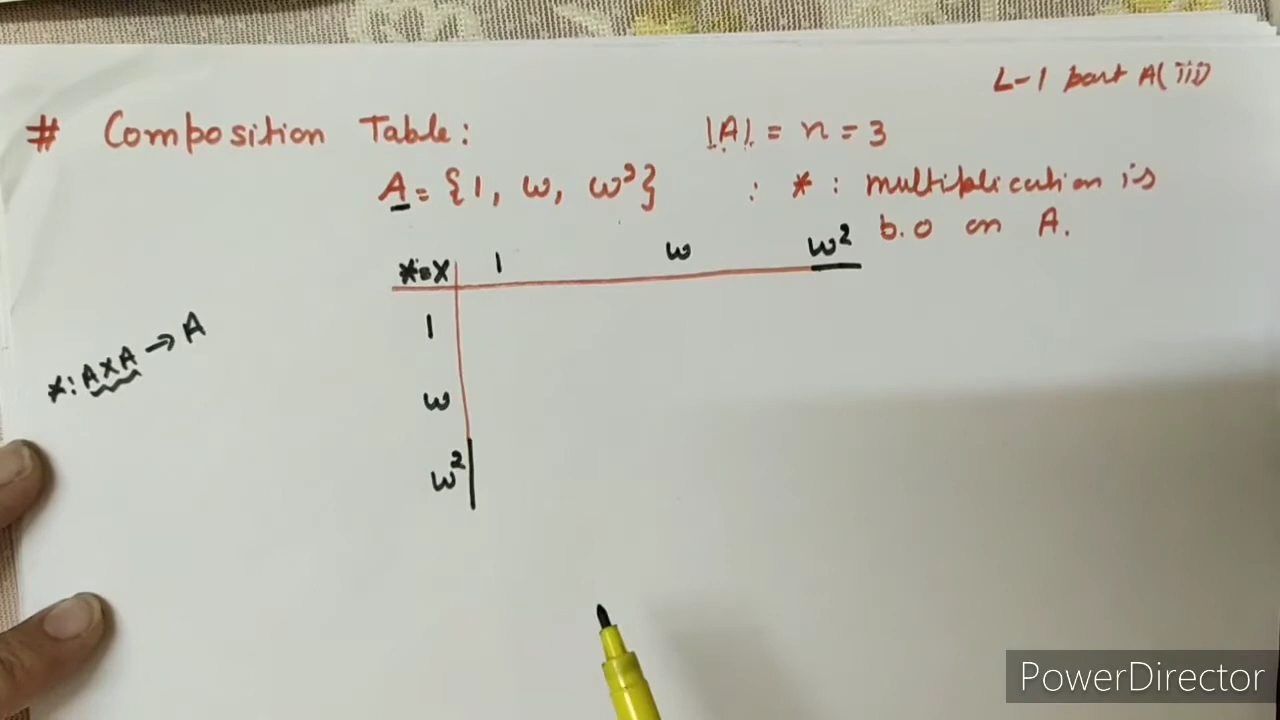 L-1 part A(iii)
# Composition Table: |A| = n = 3
A = {1, ω, ω²} : * : multiplication is
b.o on A.
*=x 1 ω ω²
1
*: A×A → A
ω
ω²
PowerDirector